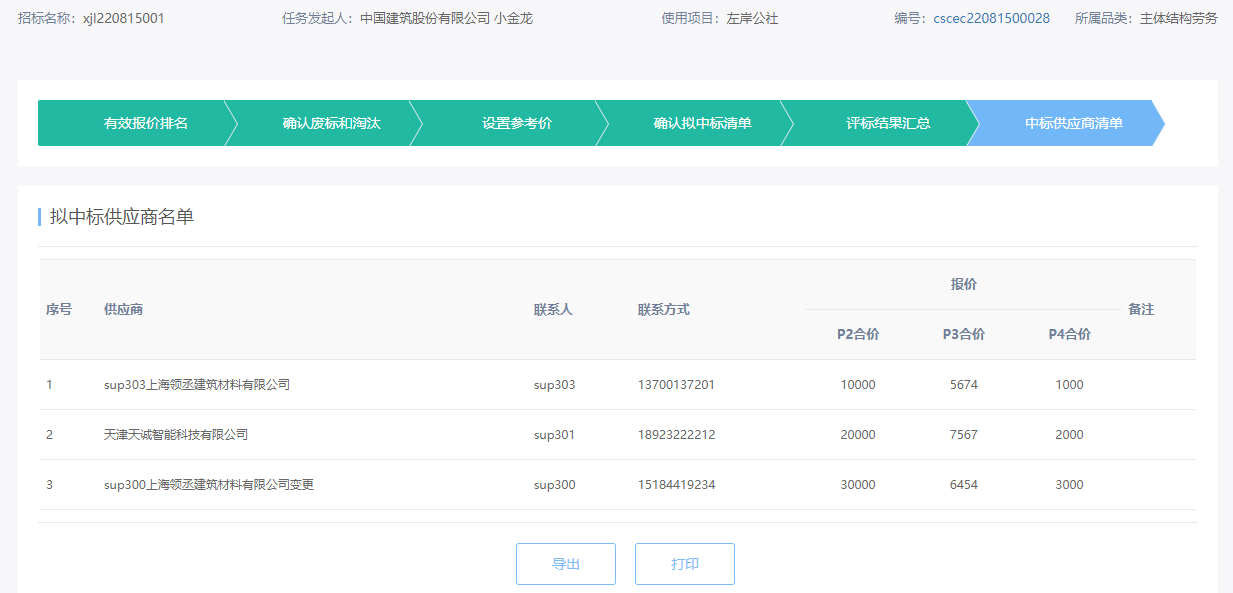 招标名称：xjl220815001 任务发起人：中国建筑股份有限公司 小金龙 使用项目：左岸公社 编号：cscec22081500028 所属品类：主体结构劳务
有效报价排名 确认废标和淘汰 设置参考价 确认拟中标清单 评标结果汇总 中标供应商清单
拟中标供应商名单
序号 供应商 联系人 联系方式 报价 备注
P2合价 P3合价 P4合价
1 sup303上海领丞建筑材料有限公司 sup303 13700137201 10000 5674 1000
2 天津天诚智能科技有限公司 sup301 18923222212 20000 7567 2000
3 sup300上海领丞建筑材料有限公司变更 sup300 15184419234 30000 6454 3000
导出 打印